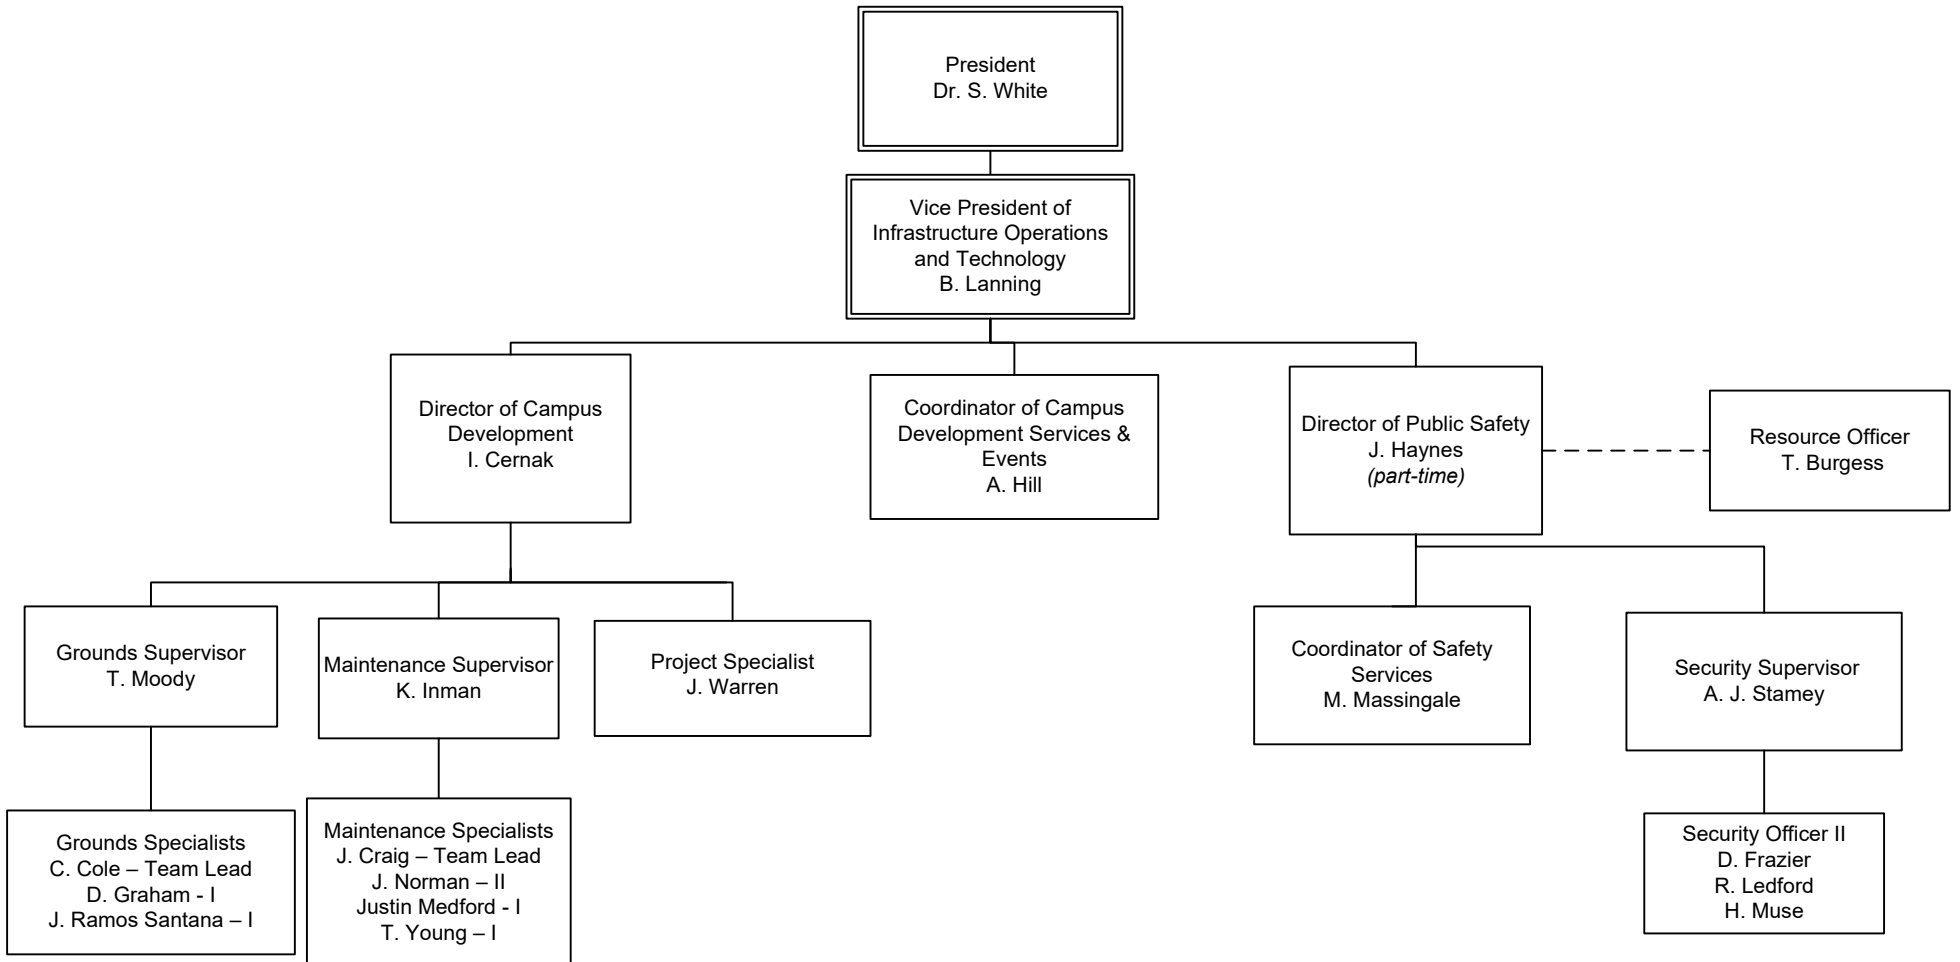 President
Dr. S. White
Vice President of
Infrastructure Operations
and Technology
B. Lanning
Director of Campus
Development
I. Cernak
Coordinator of Campus
Development Services &
Events
A. Hill
Director of Public Safety
J. Haynes
(part-time)
Resource Officer
T. Burgess
Grounds Supervisor
T. Moody
Maintenance Supervisor
K. Inman
Project Specialist
J. Warren
Coordinator of Safety
Services
M. Massingale
Security Supervisor
A. J. Stamey
Grounds Specialists
C. Cole – Team Lead
D. Graham - I
J. Ramos Santana – I
Maintenance Specialists
J. Craig – Team Lead
J. Norman – II
Justin Medford - I
T. Young – I
Security Officer II
D. Frazier
R. Ledford
H. Muse